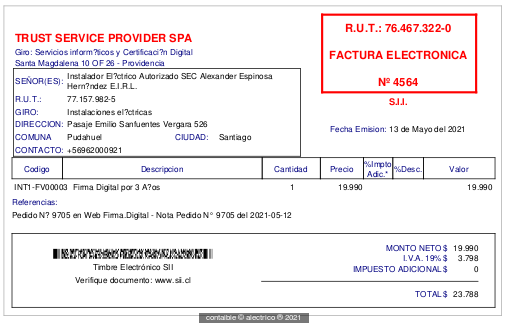 TRUST SERVICE PROVIDER SPA
Giro: Servicios inform?ticos y Certificaci?n Digital
Santa Magdalena 10 OF 26 - Providencia
R.U.T.: 76.467.322-0
FACTURA ELECTRONICA
Nº 4564
S.I.I.
SEÑOR(ES): Instalador El?ctrico Autorizado SEC Alexander Espinosa
Hern?ndez E.I.R.L.
R.U.T.: 77.157.982-5
GIRO: Instalaciones el?ctricas
DIRECCION: Pasaje Emilio Sanfuentes Vergara 526
COMUNA Pudahuel CIUDAD: Santiago
CONTACTO: +56962000921
Fecha Emision: 13 de Mayo del 2021
Codigo Descripcion Cantidad Precio %Impto Adic.* %Desc. Valor
INT1-FV00003 Firma Digital por 3 A?os 1 19.990 19.990
Referencias:
Pedido N? 9705 en Web Firma.Digital - Nota Pedido N° 9705 del 2021-05-12
Timbre Electrónico SII
Verifique documento: www.sii.cl
MONTO NETO $ 19.990
I.V.A. 19% $ 3.798
IMPUESTO ADICIONAL $ 0
TOTAL $ 23.788
contaible © alectrico ® 2021